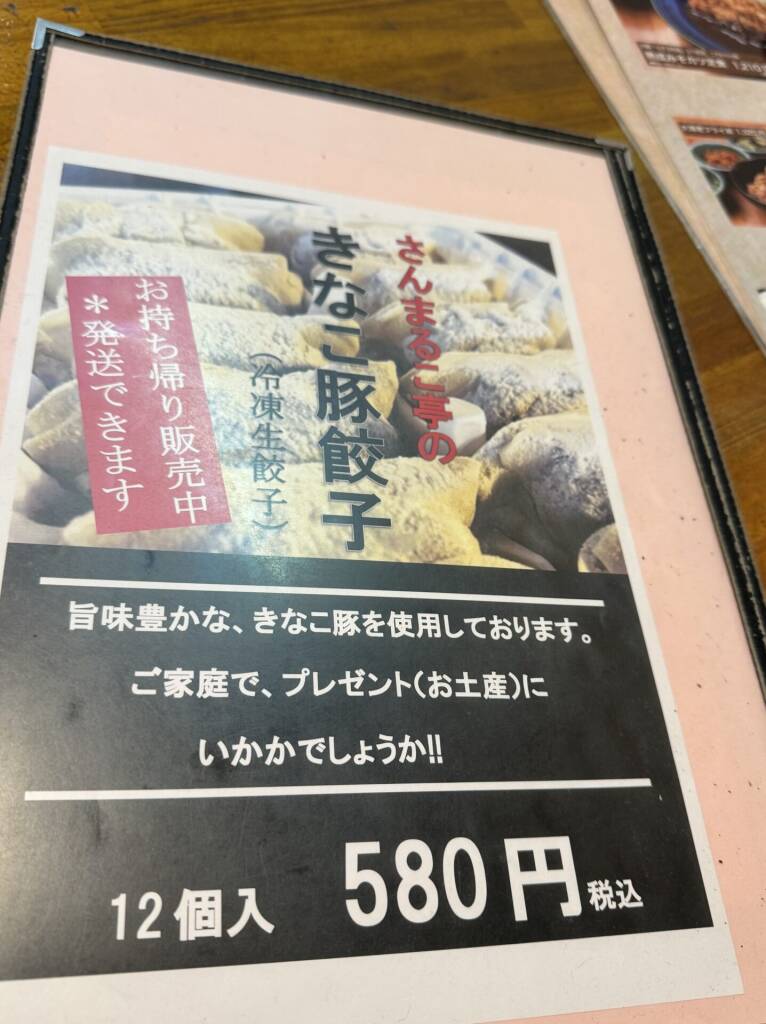 さんまるこ亭の
きなこ豚餃子
（冷凍生餃子）
お持ち帰り販売中
＊発送できます
旨味豊かな、きなこ豚を使用しております。
ご家庭で、プレゼント(お土産)に
いかかでしょうか!!
12個入 580円税込